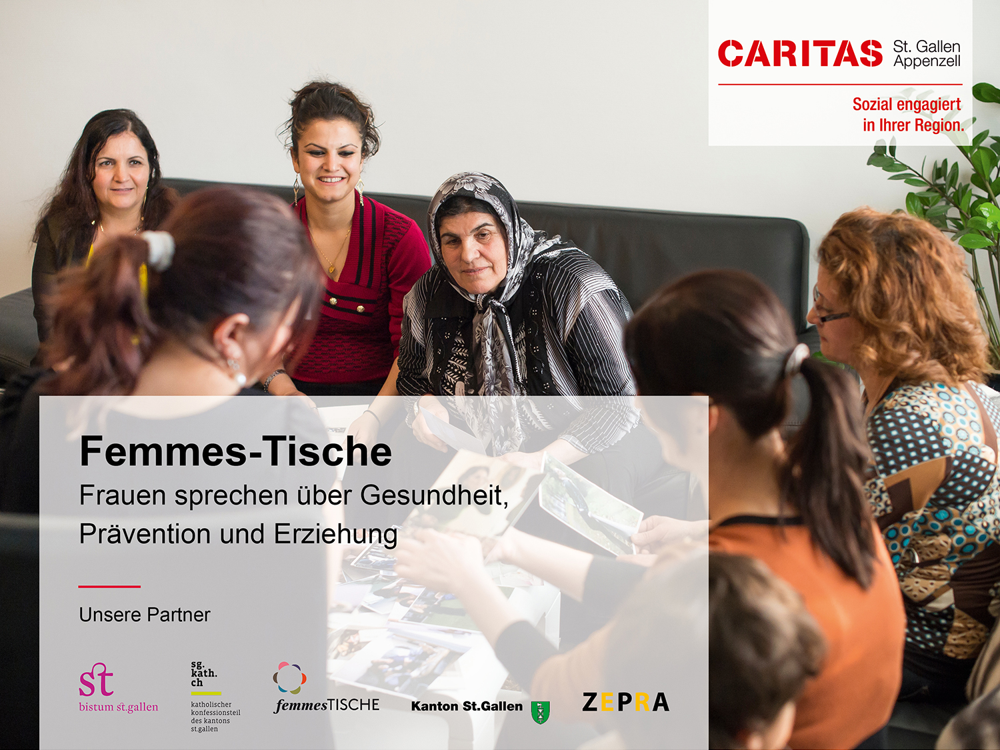 CARITAS St. Gallen
Appenzell
Sozial engagiert
in Ihrer Region.
Femmes-Tische
Frauen sprechen über Gesundheit,
Prävention und Erziehung
Unsere Partner
st
bistum st.gallen
sg.
kath.
ch
katholischer
konfessionsteil
des kantons
st.gallen
femmesTISCHE
Kanton St.Gallen
ZEPRA